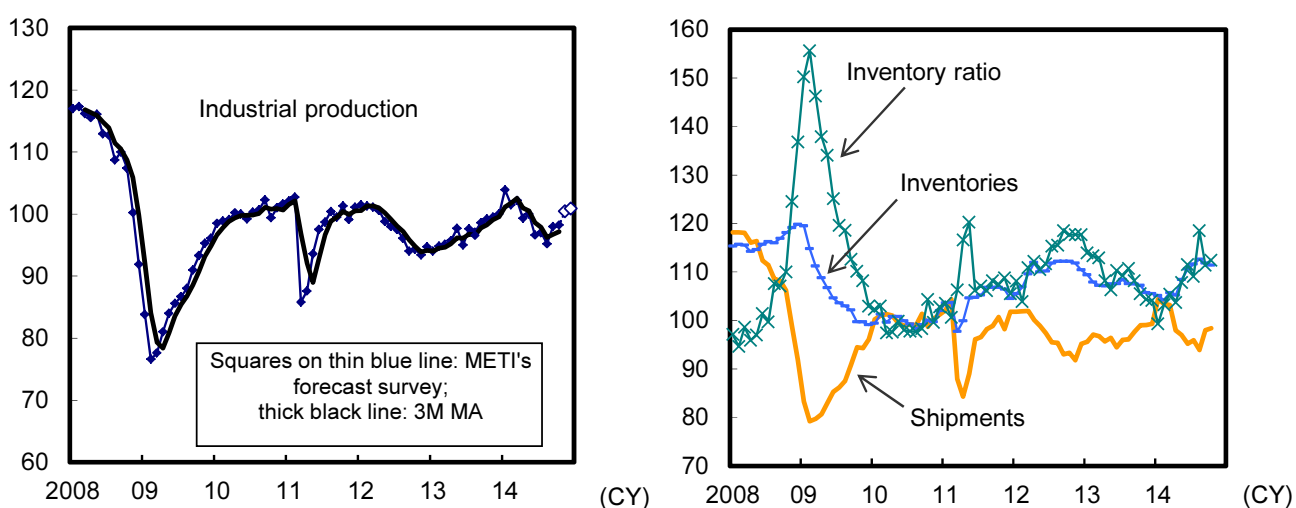 130
120
110
100
90
80
70
60
Industrial production
Squares on thin blue line: METI's
forecast survey;
thick black line: 3M MA
2008 09 10 11 12 13 14 (CY)
160
150
140
130
120
110
100
90
80
70
Inventory ratio
Inventories
Shipments
2008 09 10 11 12 13 14 (CY)